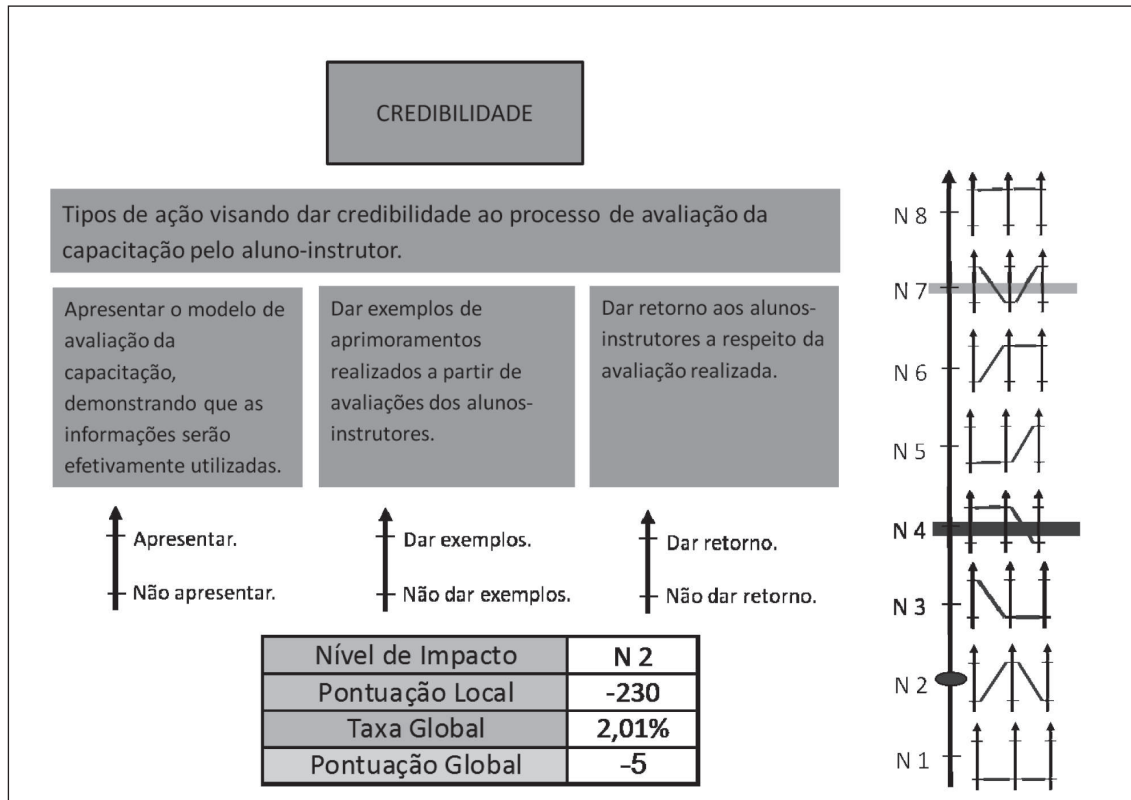 CREDIBILIDADE
Tipos de ação visando dar credibilidade ao processo de avaliação da
capacitação pelo aluno-instrutor.
Apresentar o modelo de
avaliação da
capacitação,
demonstrando que as
informações serão
efetivamente utilizadas.
Dar exemplos de
aprimoramentos
realizados a partir de
avaliações dos alunos-
instrutores.
Dar retorno aos alunos-
instrutores a respeito da
avaliação realizada.
Apresentar.
Não apresentar.
Dar exemplos.
Não dar exemplos.
Dar retorno.
Não dar retorno.
Nível de Impacto N 2
Pontuação Local -230
Taxa Global 2,01%
Pontuação Global -5
N 8
N 7
N 6
N 5
N 4
N 3
N 2
N 1